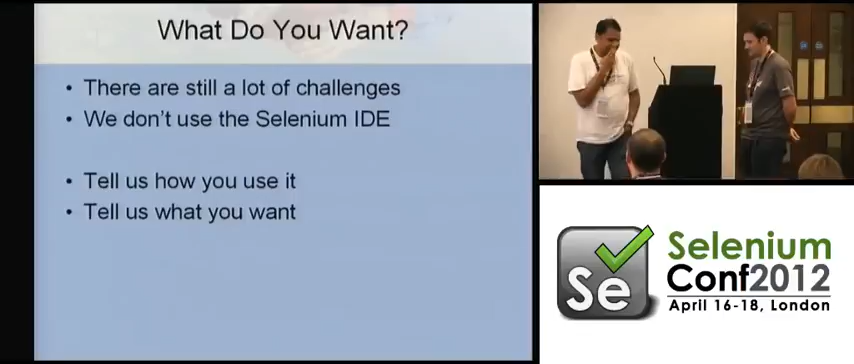 What Do You Want?
• There are still a lot of challenges
• We don't use the Selenium IDE
• Tell us how you use it
• Tell us what you want
Se
Selenium
Conf2012
April 16-18, London